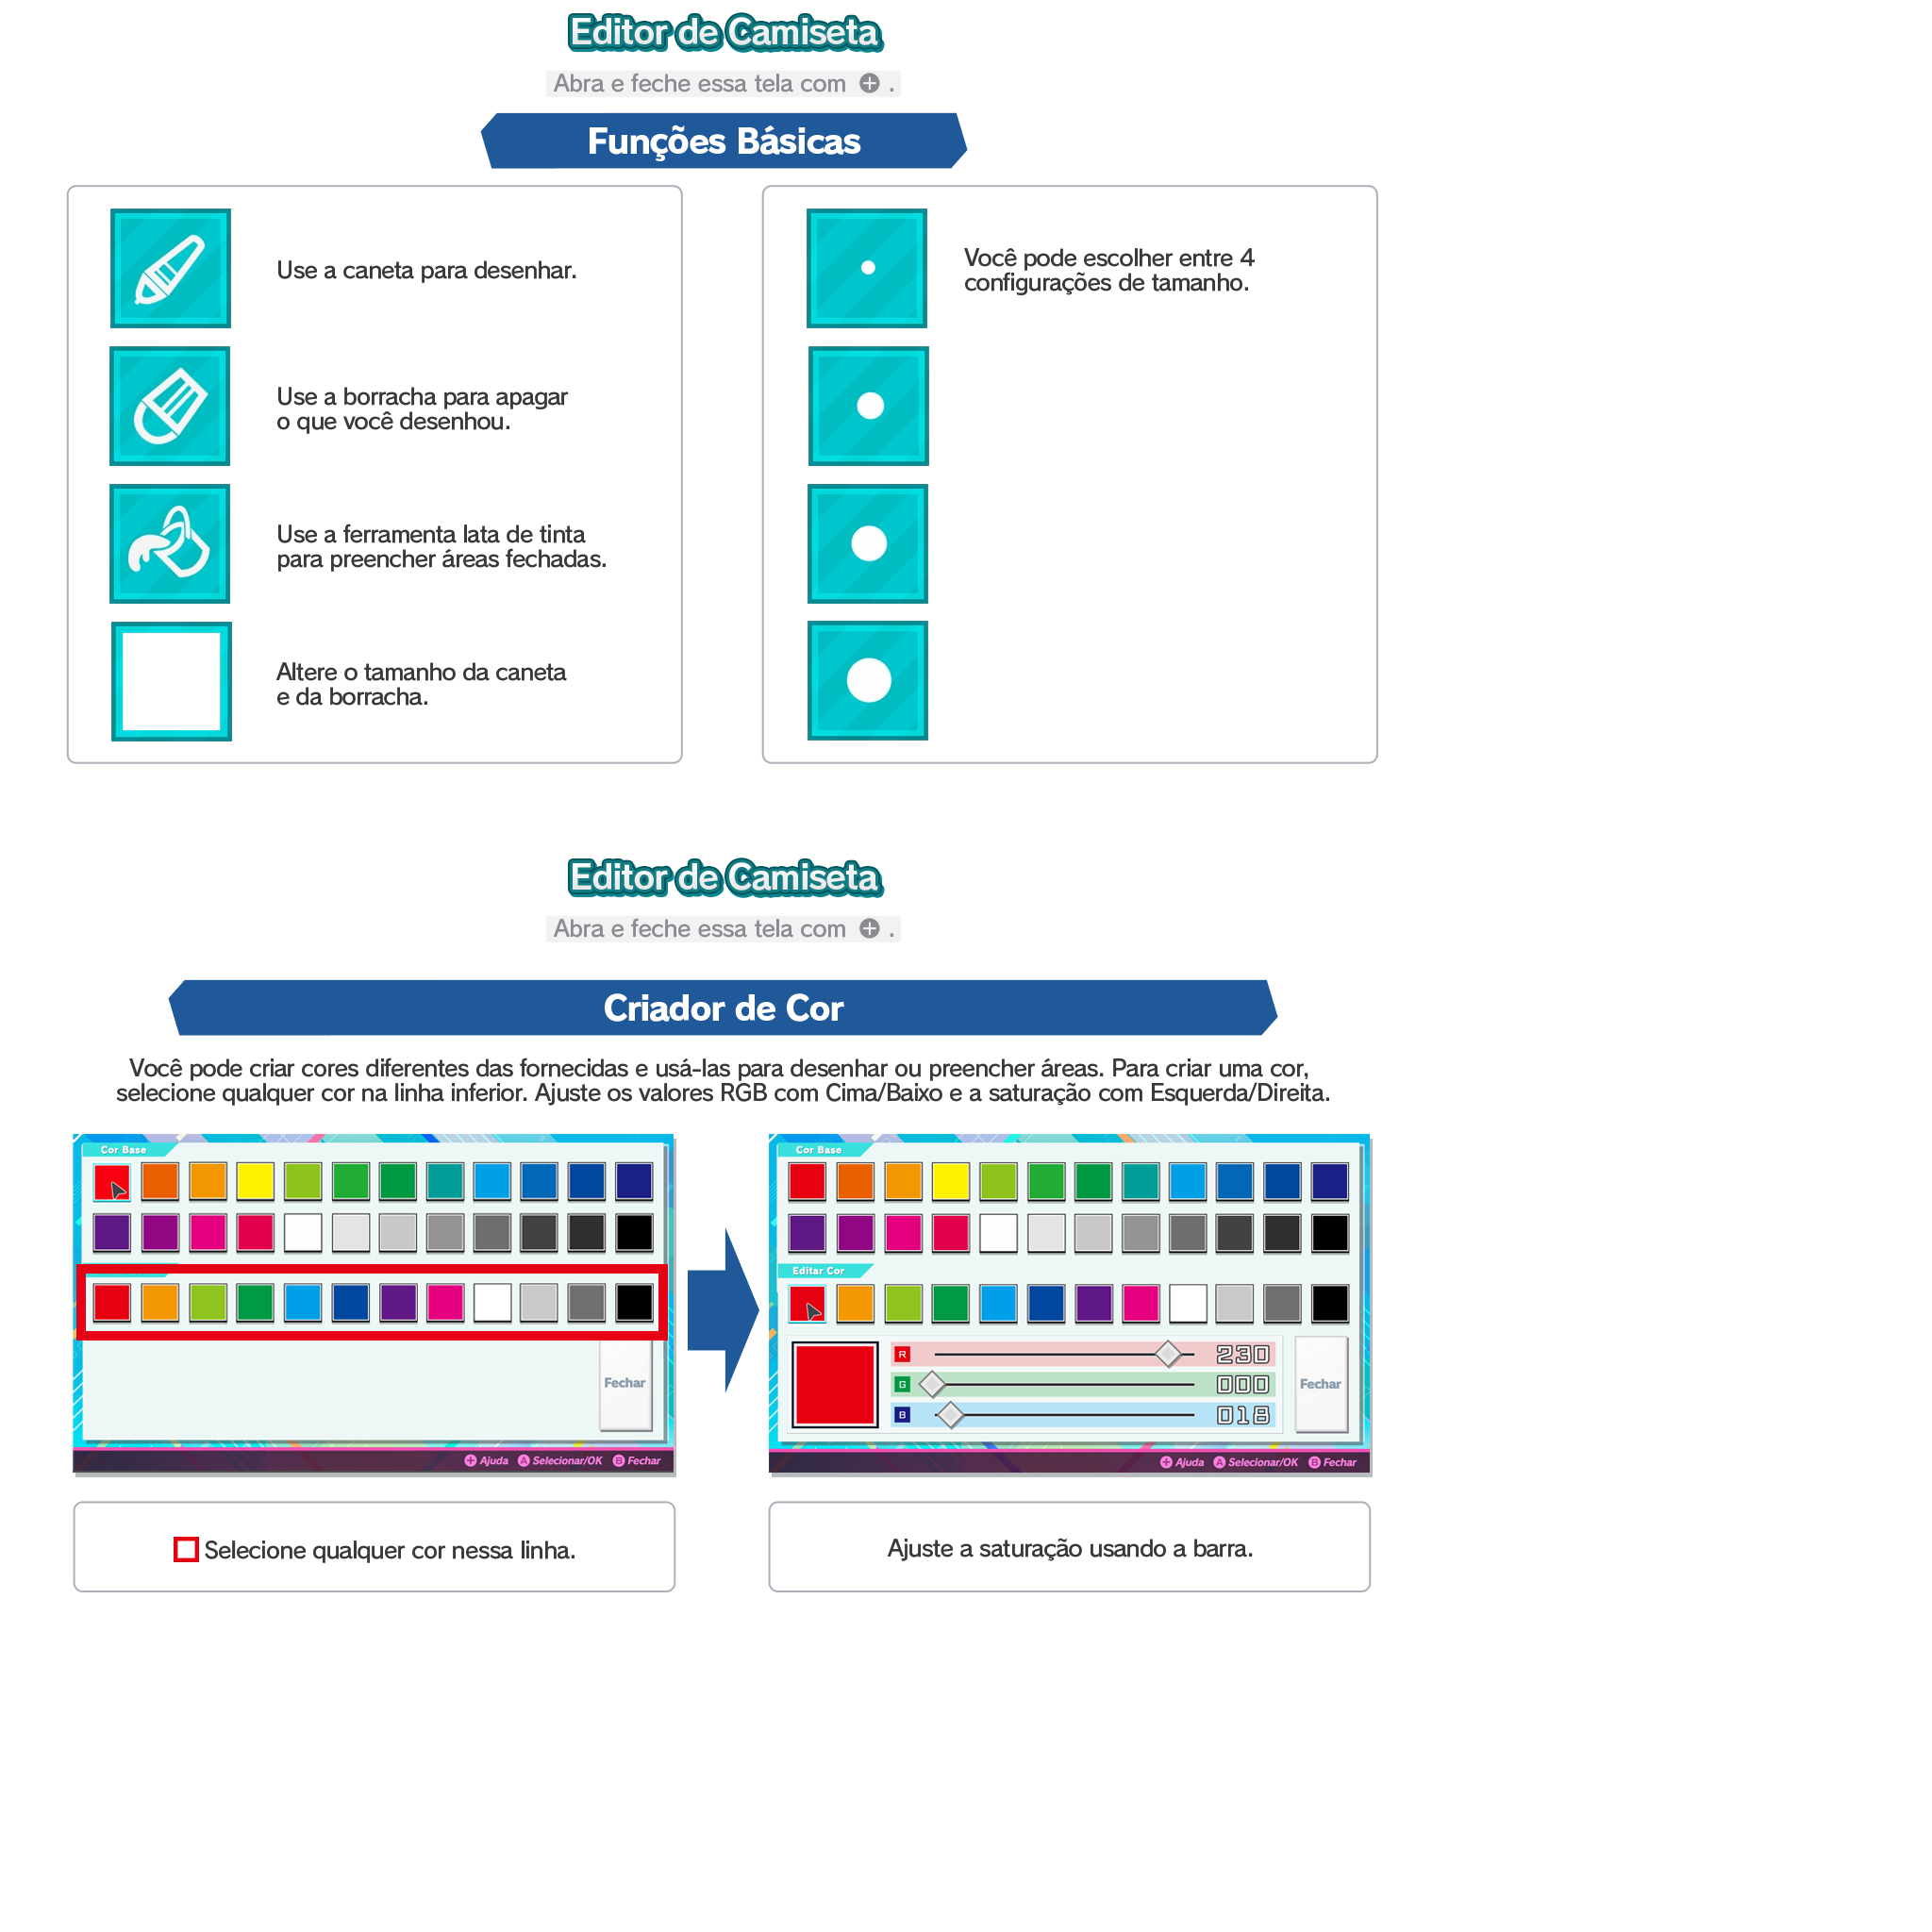 Editor de Camiseta
Abra e feche essa tela com .
Funções Básicas
Use a caneta para desenhar.
Use a borracha para apagar
o que você desenhou.
Use a ferramenta lata de tinta
para preencher áreas fechadas.
Altere o tamanho da caneta
e da borracha.
Você pode escolher entre 4
configurações de tamanho.
Editor de Camiseta
Abra e feche essa tela com .
Criador de Cor
Você pode criar cores diferentes das fornecidas e usá-las para desenhar ou preencher áreas. Para criar uma cor,
selecione qualquer cor na linha inferior. Ajuste os valores RGB com Cima/Baixo e a saturação com Esquerda/Direita.
Cor Base
Fechar
Ajuda A Selecionar/OK B Fechar
Selecione qualquer cor nessa linha.
Cor Base
Editar Cor
R 230
G 000
B 018
Fechar
Ajuda A Selecionar/OK B Fechar
Ajuste a saturação usando a barra.